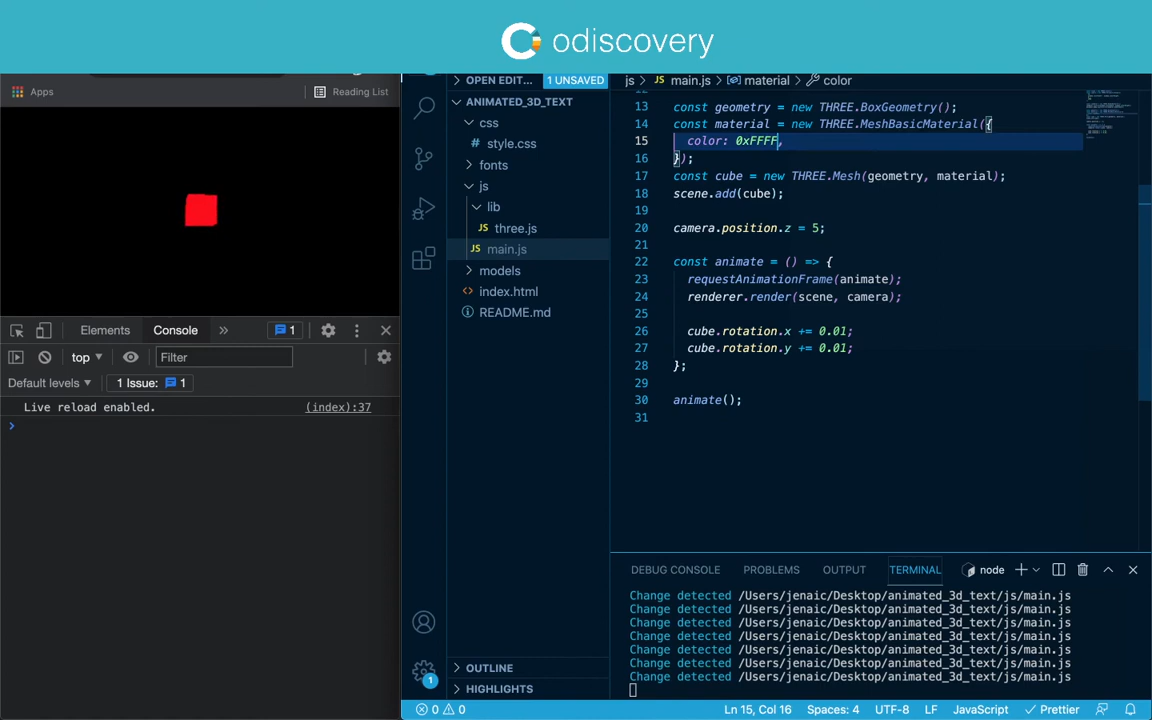 odiscovery
Apps
Reading List
Elements
Console
»
1
top
Filter
Default levels
1 Issue:
1
Live reload enabled.
(index):37
OPEN EDIT...
1 UNSAVED
ANIMATED_3D_TEXT
css
style.css
fonts
js
lib
JS three.js
JS main.js
models
index.html
README.md
OUTLINE
HIGHLIGHTS
1
js > JS main.js > material > color
13 const geometry = new THREE.BoxGeometry();
14 const material = new THREE.MeshBasicMaterial({
15 color: 0xFFFF,
16 });
17 const cube = new THREE.Mesh(geometry, material);
18 scene.add(cube);
19
20 camera.position.z = 5;
21
22 const animate = () => {
23 requestAnimationFrame(animate);
24 renderer.render(scene, camera);
25
26 cube.rotation.x += 0.01;
27 cube.rotation.y += 0.01;
28 };
29
30 animate();
31
DEBUG CONSOLE
PROBLEMS
OUTPUT
TERMINAL
node
Change detected /Users/jenaic/Desktop/animated_3d_text/js/main.js
Change detected /Users/jenaic/Desktop/animated_3d_text/js/main.js
Change detected /Users/jenaic/Desktop/animated_3d_text/js/main.js
Change detected /Users/jenaic/Desktop/animated_3d_text/js/main.js
Change detected /Users/jenaic/Desktop/animated_3d_text/js/main.js
Change detected /Users/jenaic/Desktop/animated_3d_text/js/main.js
Change detected /Users/jenaic/Desktop/animated_3d_text/js/main.js
0 0
Ln 15, Col 16
Spaces: 4
UTF-8
LF
JavaScript
Prettier